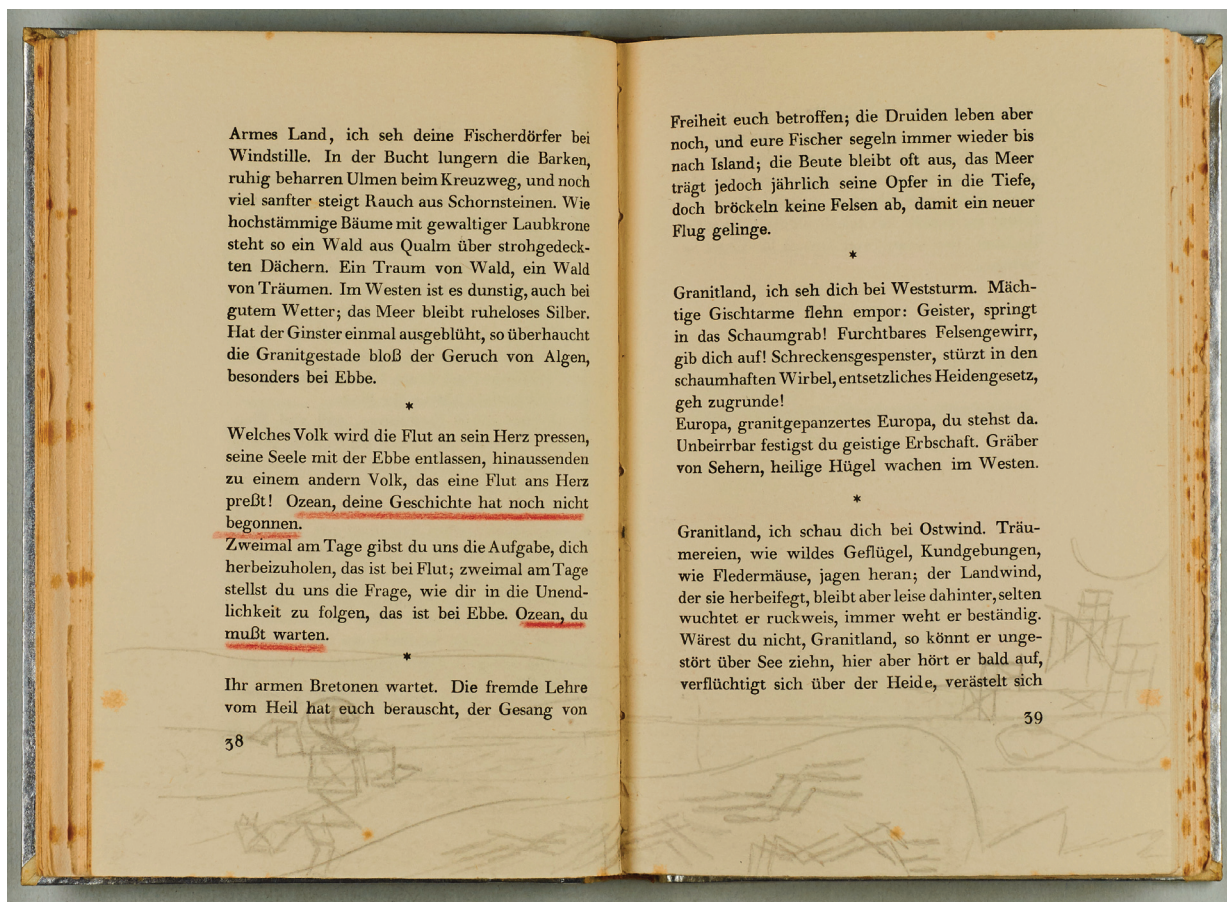 Armes Land, ich seh deine Fischerdörfer bei
Windstille. In der Bucht lungern die Barken,
ruhig beharren Ulmen beim Kreuzweg, und noch
viel sanfter steigt Rauch aus Schornsteinen. Wie
hochstämmige Bäume mit gewaltiger Laubkrone
steht so ein Wald aus Qualm über strohgedeck-
ten Dächern. Ein Traum von Wald, ein Wald
von Träumen. Im Westen ist es dunstig, auch bei
gutem Wetter; das Meer bleibt ruheloses Silber.
Hat der Ginster einmal ausgeblüht, so überhaucht
die Granitgestade bloß der Geruch von Algen,
besonders bei Ebbe.
*
Welches Volk wird die Flut an sein Herz pressen,
seine Seele mit der Ebbe entlassen, hinaussenden
zu einem andern Volk, das eine Flut ans Herz
preßt! Ozean, deine Geschichte hat noch nicht
begonnen.
Zweimal am Tage gibst du uns die Aufgabe, dich
herbeizuholen, das ist bei Flut; zweimal am Tage
stellst du uns die Frage, wie dir in die Unend-
lichkeit zu folgen, das ist bei Ebbe. Ozean, du
mußt warten.
*
Ihr armen Bretonen wartet. Die fremde Lehre
vom Heil hat euch berauscht, der Gesang von
38
Freiheit euch betroffen; die Druiden leben aber
noch, und eure Fischer segeln immer wieder bis
nach Island; die Beute bleibt oft aus, das Meer
trägt jedoch jährlich seine Opfer in die Tiefe,
doch bröckeln keine Felsen ab, damit ein neuer
Flug gelinge.
*
Granitland, ich seh dich bei Weststurm. Mäch-
tige Gischtarme flehn empor: Geister, springt
in das Schaumgrab! Furchtbares Felsengewirr,
gib dich auf! Schreckensgespenster, stürzt in den
schaumhaften Wirbel, entsetzliches Heidengesetz,
geh zugrunde!
Europa, granitgepanzertes Europa, du stehst da.
Unbeirrbar festigst du geistige Erbschaft. Gräber
von Sehern, heilige Hügel wachen im Westen.
*
Granitland, ich schau dich bei Ostwind. Träu-
mereien, wie wildes Geflügel, Kundgebungen,
wie Fledermäuse, jagen heran; der Landwind,
der sie herbeifegt, bleibt aber leise dahinter, selten
wuchtet er ruckweis, immer weht er beständig.
Wärest du nicht, Granitland, so könnt er unge-
stört über See ziehn, hier aber hört er bald auf,
verflüchtigt sich über der Heide, verästelt sich
39